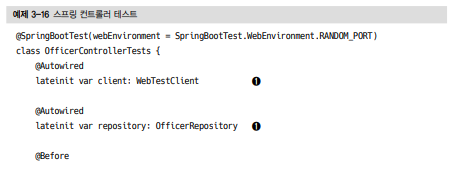 예제 3-16 스프링 컨트롤러 테스트
@SpringBootTest(webEnvironment = SpringBootTest.WebEnvironment.RANDOM_PORT)
class OfficerControllerTests {
@Autowired
lateinit var client: WebTestClient ❶
@Autowired
lateinit var repository: OfficerRepository ❶
@Before